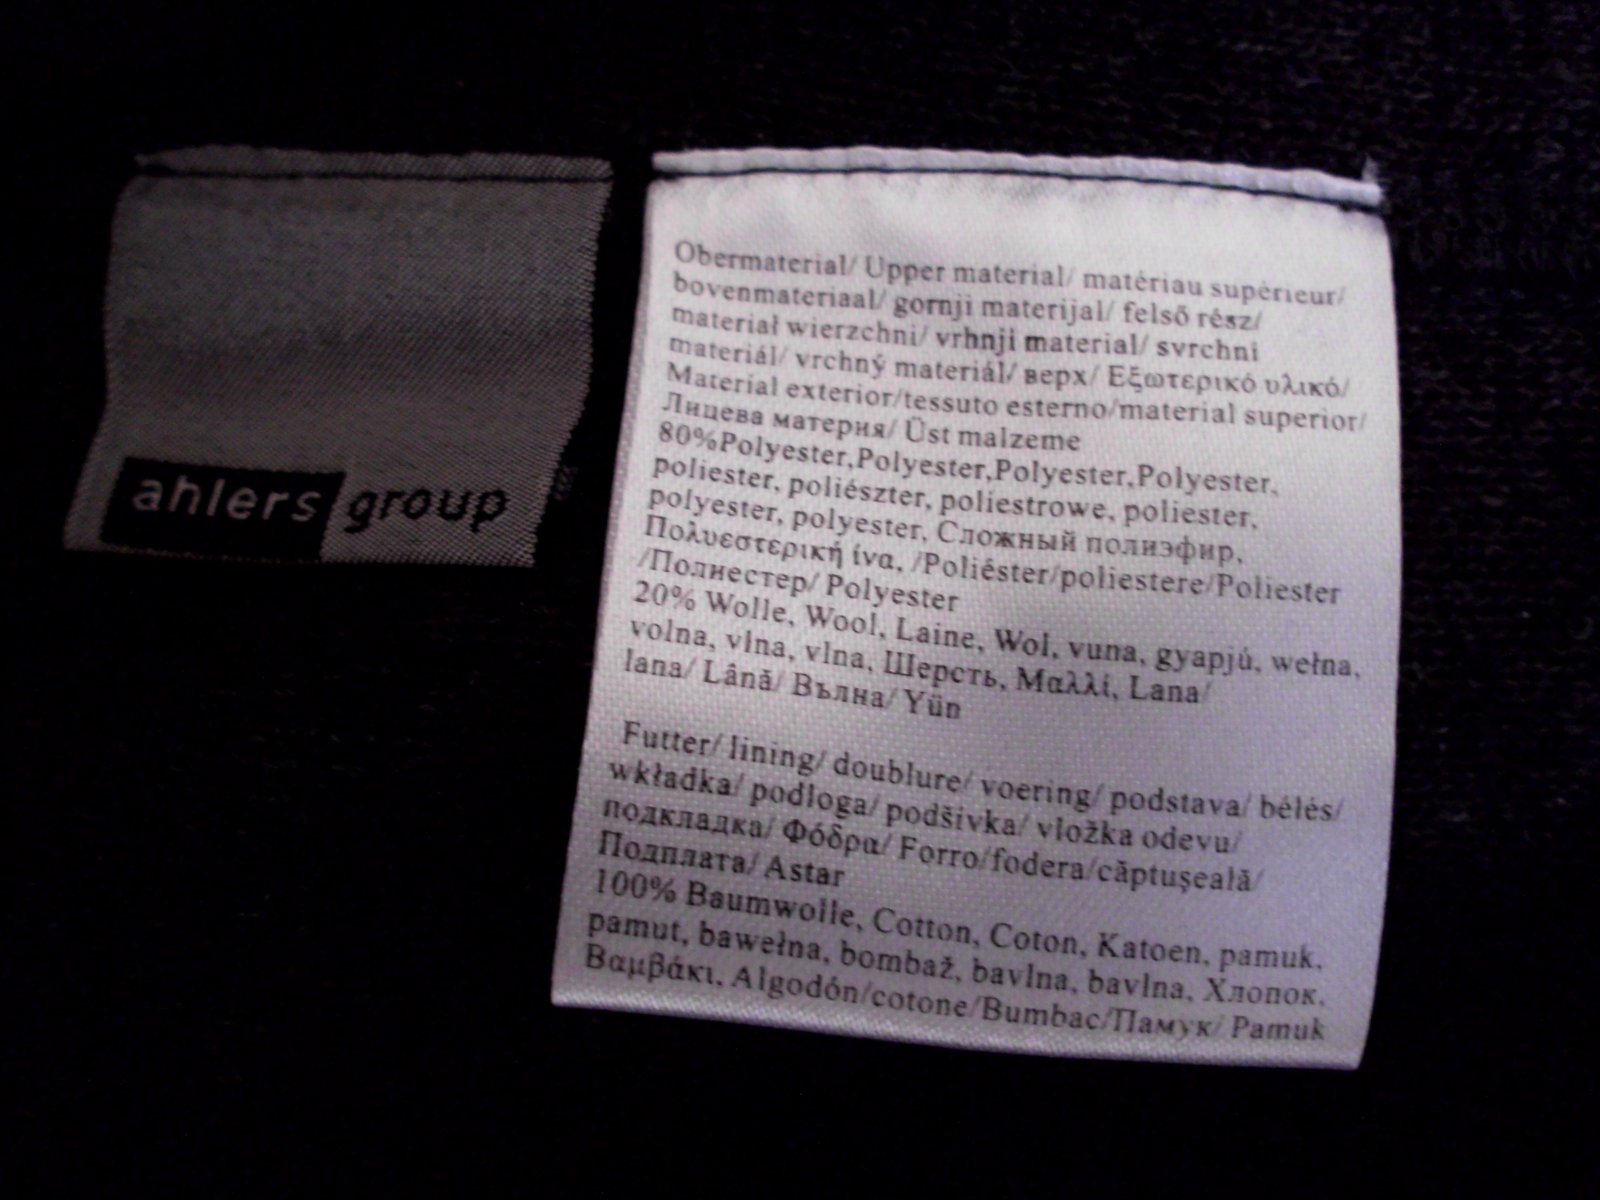 ahlers group
Obermaterial/ Upper material/ matériau supérieur/
bovenmateriaal/ gornji materijal/ felső rész/
materiał wierzchni/ vrhnji material/ svrchni
materiál/ vrchný materiál/ верх/ Εξωτερικό υλικό/
Material exterior/tessuto esterno/material superior/
Лицева материя/ Üst malzeme
80%Polyester,Polyester,Polyester,Polyester,
poliester, poliészter, poliestrowe, poliester,
polyester, polyester, Сложный полиэфир,
Πολυεστερική ίνα, /Poliéster/poliestere/Poliester
/Полиестер/ Polyester
20% Wolle, Wool, Laine, Wol, vuna, gyapjú, wełna,
volna, vlna, vlna, Шерсть, Μαλλί, Lana/
lana/ Lână/ Вълна/ Yün
Futter/ lining/ doublure/ voering/ podstava/ bélés/
wkładka/ podloga/ podšivka/ vložka odevu/
подкладка/ Φόδρα/ Forro/fodera/căptuşeală/
Подплата/ Astar
100% Baumwolle, Cotton, Coton, Katoen, pamuk,
pamut, bawełna, bombaž, bavlna, bavlna, Хлопок,
Βαμβάκι, Algodón/cotone/Bumbac/Памук/ Pamuk